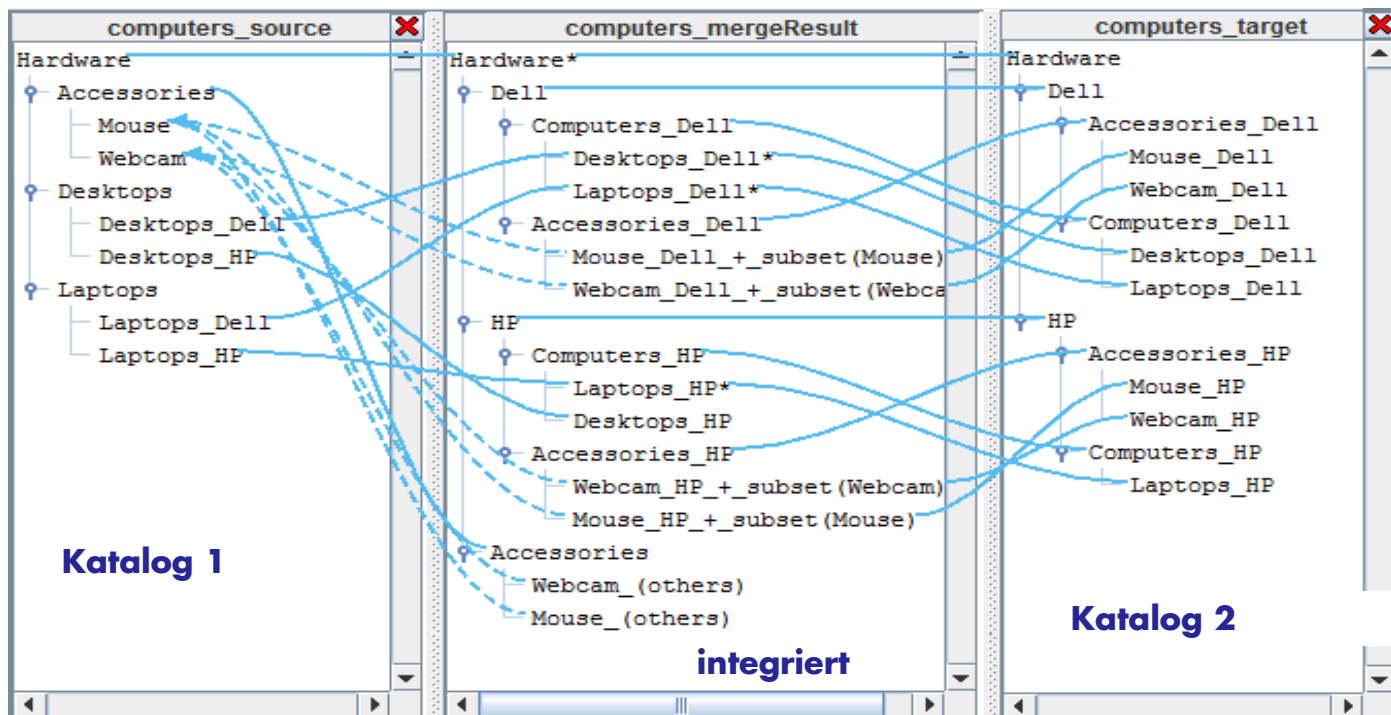 computers_source
Hardware
Accessories
Mouse
Webcam
Desktops
Desktops_Dell
Desktops_HP
Laptops
Laptops_Dell
Laptops_HP
Katalog 1
computers_mergeResult
Hardware*
Dell
Computers_Dell
Desktops_Dell*
Laptops_Dell*
Accessories_Dell
Mouse_Dell_+_subset(Mouse)
Webcam_Dell_+_subset(Webca
HP
Computers_HP
Laptops_HP*
Desktops_HP
Accessories_HP
Webcam_HP_+_subset(Webcam)
Mouse_HP_+_subset(Mouse)
Accessories
Webcam_(others)
Mouse_(others)
integriert
computers_target
Hardware
Dell
Accessories_Dell
Mouse_Dell
Webcam_Dell
Computers_Dell
Desktops_Dell
Laptops_Dell
HP
Accessories_HP
Mouse_HP
Webcam_HP
Computers_HP
Laptops_HP
Katalog 2